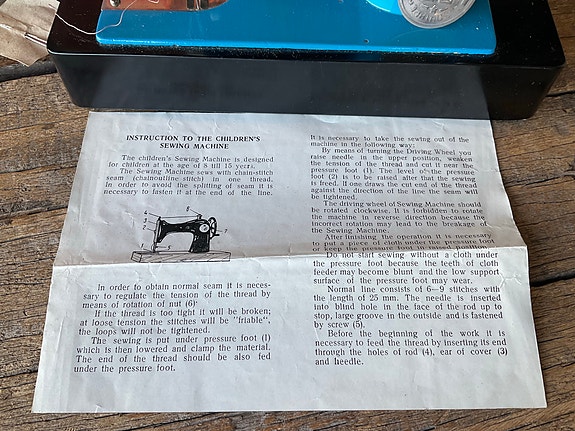 INSTRUCTION TO THE CHILDREN'S
SEWING MACHINE
The children's Sewing Machine is designed
for children at the age of 8 till 15 years.
The Sewing Machine sews with chain-stitch
seam (chainoutline stitch) in one thread.
In order to avoid the splitting of seam it is
necessary to fasten it at the end of the line.
In order to obtain normal seam it is neces-
sary to regulate the tension of the thread by
means of rotation of nut (6).
If the thread is too tight it will be broken;
at loose tension the stitches will be "friable",
the loops will not be tightened.
The sewing is put under pressure foot (1)
which is then lowered and clamp the material.
The end of the thread should be also fed
under the pressure foot.
It is necessary to take the sewing out of the
machine in the following way:
By means of turning the Driving Wheel you
raise needle in the upper position, weaken
the tension of the thread and cut it near the
pressure foot (1). The level of the pressure
foot (2) is to be raised after that the sewing
is freed. If one draws the cut end of the thread
against the direction of the line the seam will
be tightened.
The driving wheel of Sewing Machine should
be rotated clockwise. It is forbidden to rotate
the machine in reverse direction because the
incorrect rotation may lead to the breakage of
the Sewing Machine.
After finishing the operation it is necessary
to put a piece of cloth under the pressure foot
or keep the pressure foot in raised position.
Do not start sewing without a cloth under
the pressure foot because the teeth of cloth
feeder may become blunt and the low support
surface of the pressure foot may wear.
Normal line consists of 6—9 stitches with
the length of 25 mm. The needle is inserted
into blind hole in the face of the rod up to
stop, large groove in the outside and is fastened
by screw (5).
Before the beginning of the work it is
necessary to feed the thread by inserting its end
through the holes of rod (4), ear of cover (3)
and needle.